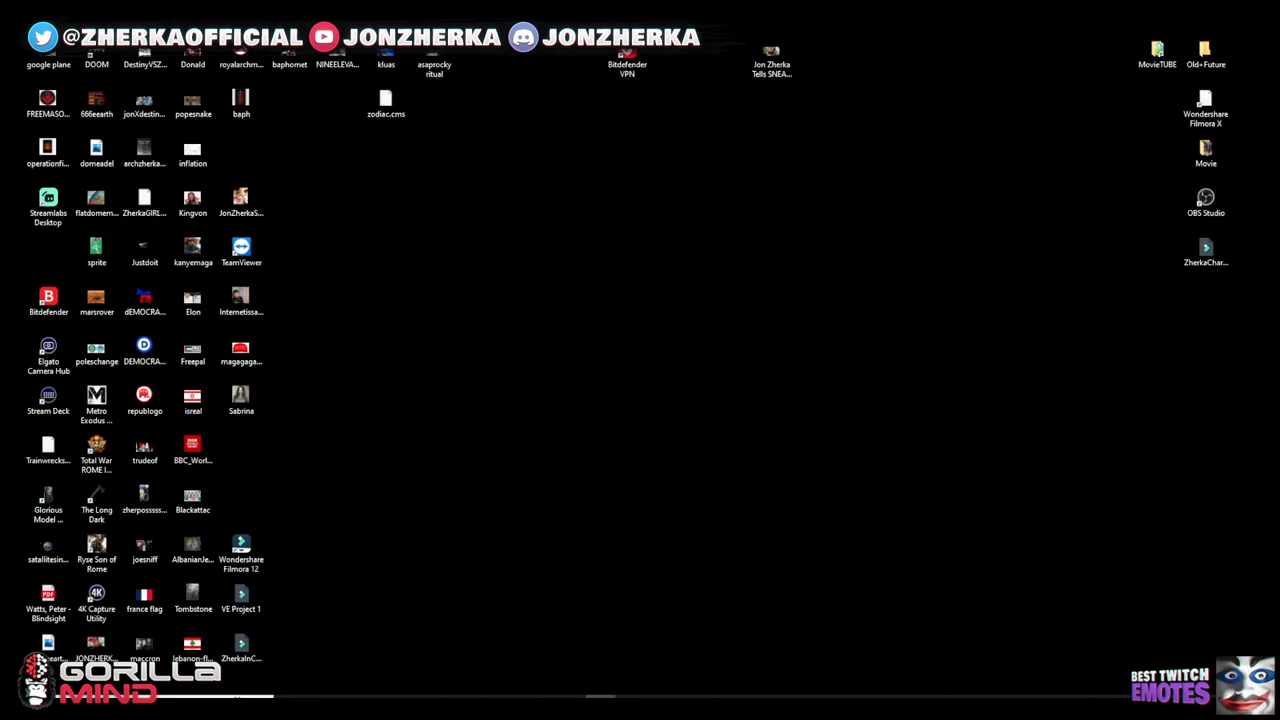 @ZHERKAOFFICIAL JONZHERKA JONZHERKA
google plane DOOM DestinyVSZ... Donald royalarchm... baphomet NINEELEVA... kluas asaprocky ritual Bitdefender VPN Jon Zherka Tells SNEA... MovieTUBE Old+Future
FREEMASO... 666eearth jonXdestin... popesnake baph zodiac.cms Wondershare Filmora X
operationfi... domeadel archzherka... inflation Movie
Streamlabs Desktop flatdomem... ZherkaGIRL... Kingvon JonZherkaS... OBS Studio
sprite Justdoit kanyemaga TeamViewer ZherkaChar...
Bitdefender marsrover dEMOCRA... Elon Internetissa...
Elgato Camera Hub poleschange DEMOCRA... Freepal magagaga...
Stream Deck Metro Exodus ... republogo isreal Sabrina
Trainwrecks... Total War ROME I... trudeof BBC_Worl...
Glorious Model ... The Long Dark zherposssss... Blackattac
satallitesin... Ryse Son of Rome joesniff AlbanianJe... Wondershare Filmora 12
Watts, Peter - Blindsight 4K Capture Utility france flag Tombstone VE Project 1
JONZHERK... maccron lebanon-fl... ZherkaInC...
GORILLA
MIND
BEST TWITCH
EMOTES